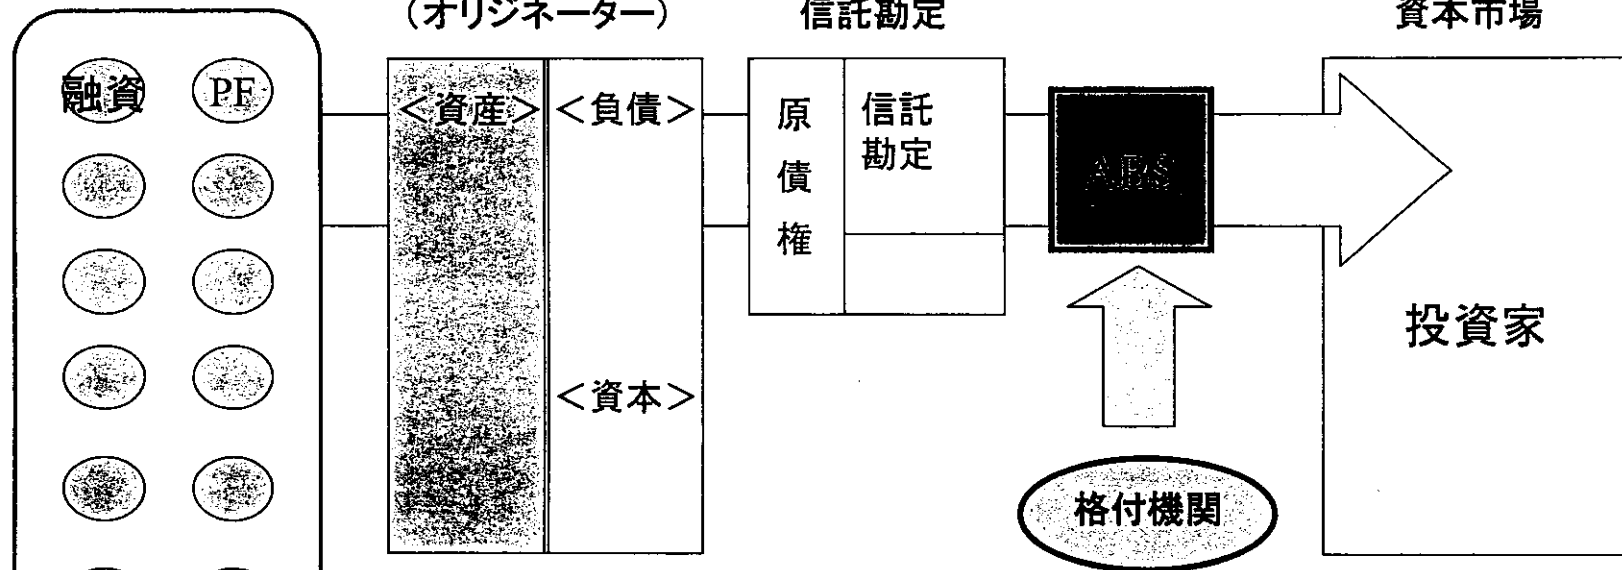 (オリジネーター)
信託勘定
資本市場
融資
PF
<資産>
<負債>
<資本>
原債権
信託
勘定
ABS
投資家
格付機関